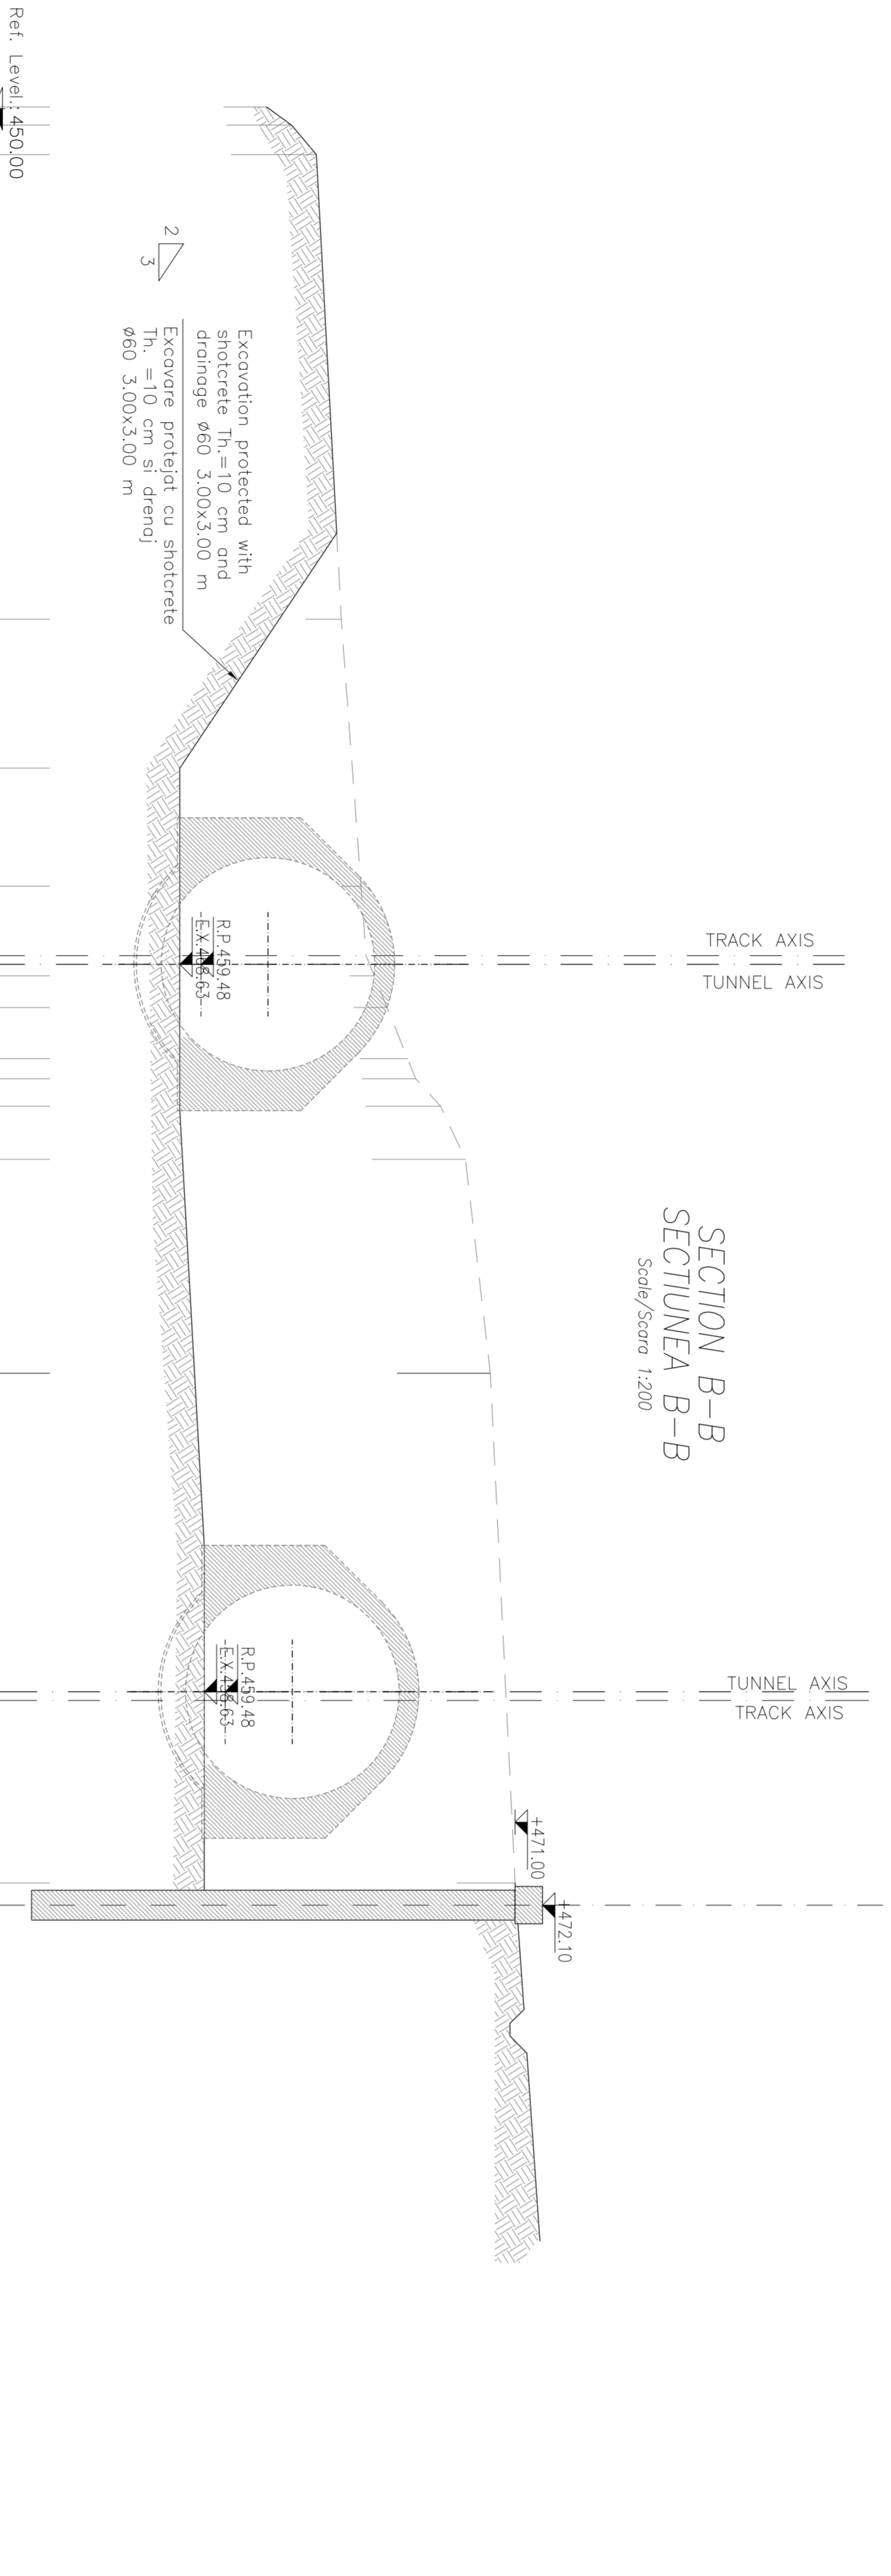 SECTION B-B
SECTIUNEA B-B
Scale/Scara 1:200
TRACK AXIS
TUNNEL AXIS
TUNNEL AXIS
TRACK AXIS
+472.10
+471.00
R.P.459.48
R.P.459.48
Excavation protected with
shotcrete Th.=10 cm and
drainage ø60 3.00x3.00 m
Excavare protejat cu shotcrete
Th. =10 cm si drenaj
ø60 3.00x3.00 m
2
3
Ref. Level.: 450.00